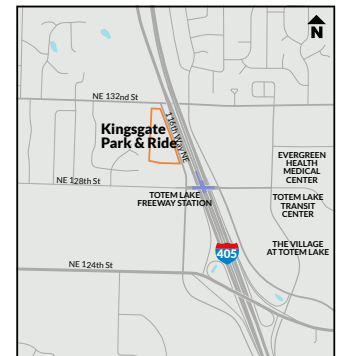 N
NE 132nd St
116th Way NE
Kingsgate
Park & Ride
EVERGREEN
HEALTH
MEDICAL
CENTER
NE 128th St
TOTEM LAKE
FREEWAY STATION
TOTEM LAKE
TRANSIT
CENTER
THE VILLAGE
AT TOTEM LAKE
405
NE 124th St